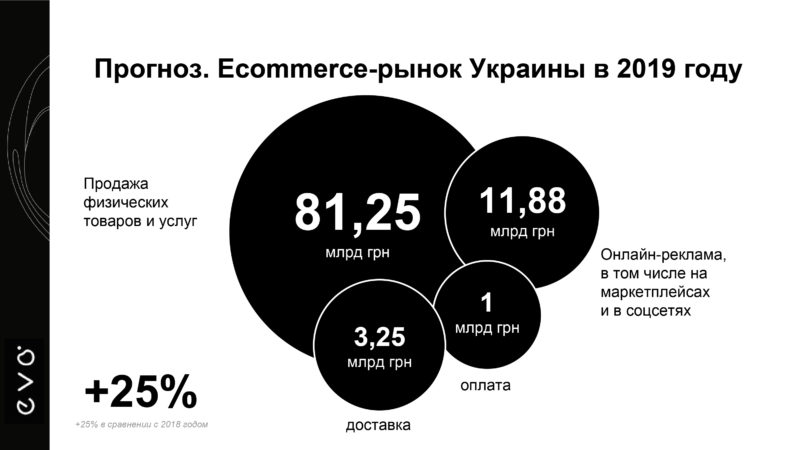 Прогноз. Ecommerce-рынок Украины в 2019 году
Продажа
физических
товаров и услуг
81,25
млрд грн
11,88
млрд грн
Онлайн-реклама,
в том числе на
маркетплейсах
и в соцсетях
1
млрд грн
оплата
3,25
млрд грн
доставка
+25%
+25% в сравнении с 2018 годом
evo